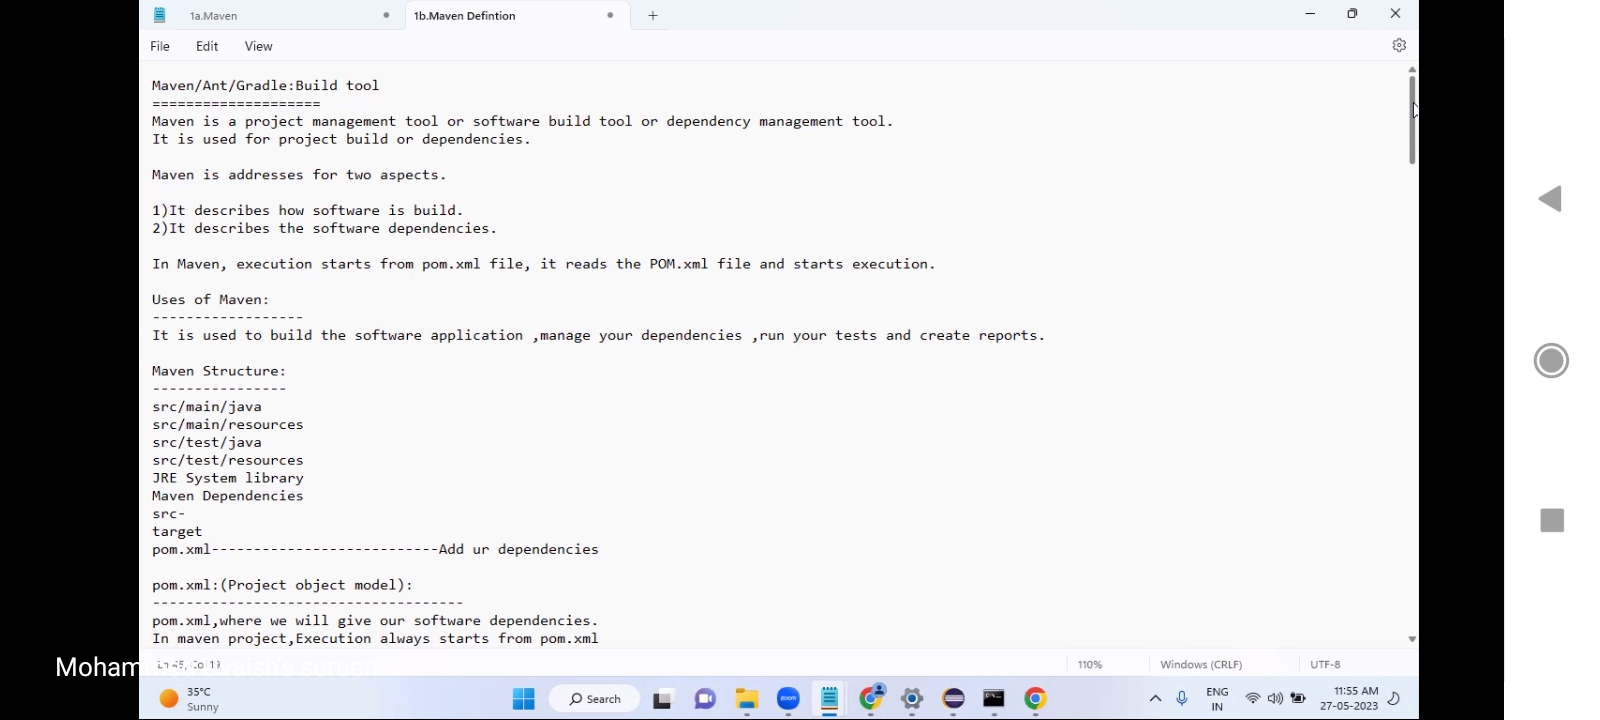 1a.Maven
1b.Maven Defintion
File Edit View
Maven/Ant/Gradle:Build tool
====================
Maven is a project management tool or software build tool or dependency management tool.
It is used for project build or dependencies.
Maven is addresses for two aspects.
1)It describes how software is build.
2)It describes the software dependencies.
In Maven, execution starts from pom.xml file, it reads the POM.xml file and starts execution.
Uses of Maven:
------------------
It is used to build the software application ,manage your dependencies ,run your tests and create reports.
Maven Structure:
----------------
src/main/java
src/main/resources
src/test/java
src/test/resources
JRE System library
Maven Dependencies
src-
target
pom.xml---------------------------Add ur dependencies
pom.xml:(Project object model):
-------------------------------------
pom.xml,where we will give our software dependencies.
In maven project,Execution always starts from pom.xml
110% Windows (CRLF) UTF-8
screen
35°C
Sunny
Search
zoom
ENG
IN
11:55 AM
27-05-2023